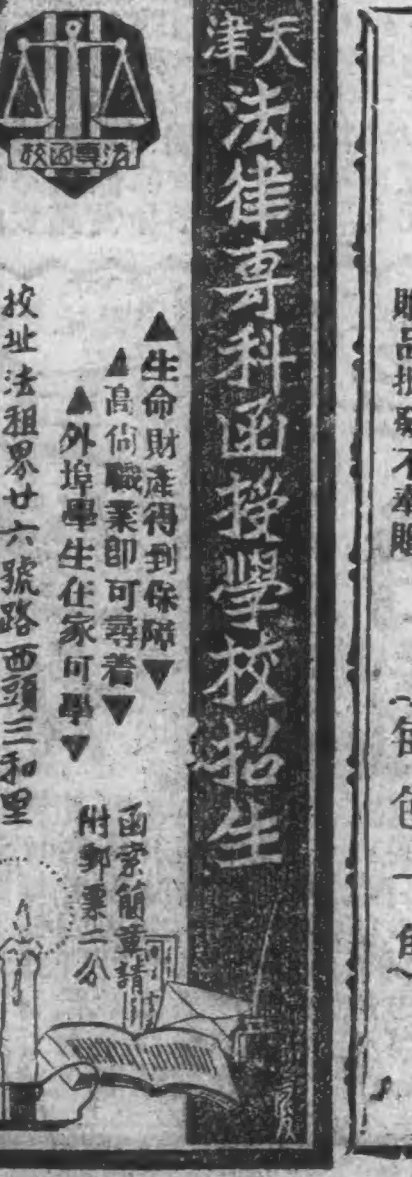 天津
法律專科函授學校招生
法專函校
▲生命財產得到保障▼
▲高尙職業即可尋着▼
▲外埠學生在家可學▼
函索簡章請
附郵票二分
校址法租界廿六號路西頭三和里